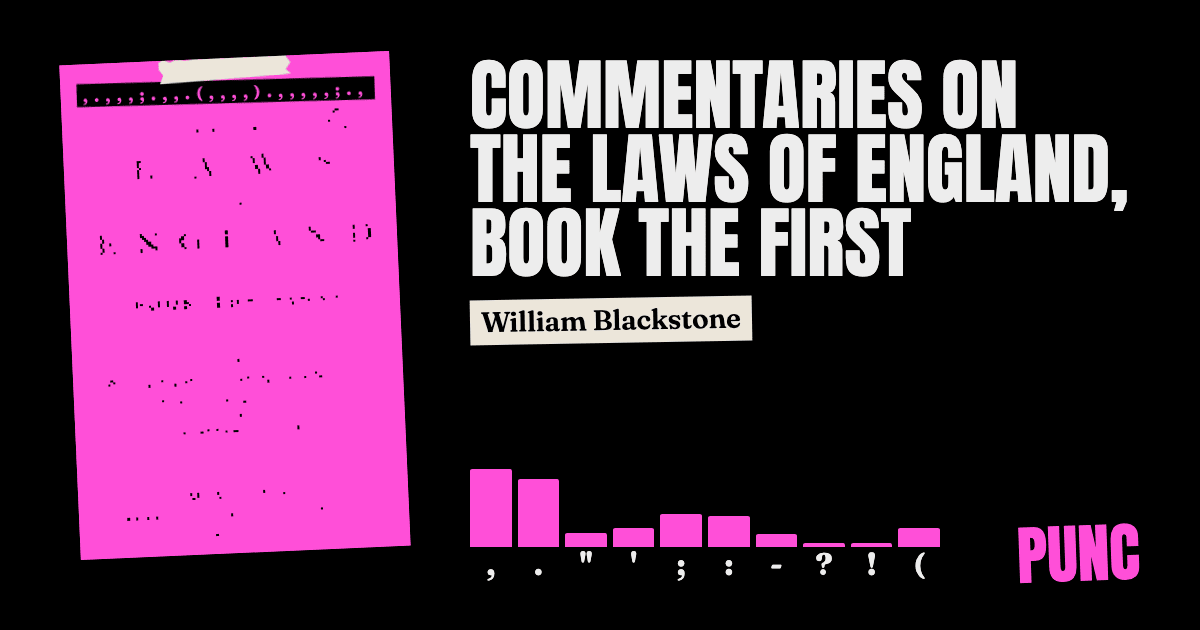 ,.,,,;.,,.(,,,,).,,,,,;.,
COMMENTARIES ON
THE LAWS OF ENGLAND,
BOOK THE FIRST
William Blackstone
, . " ' ; : - ? ! (
PUNC